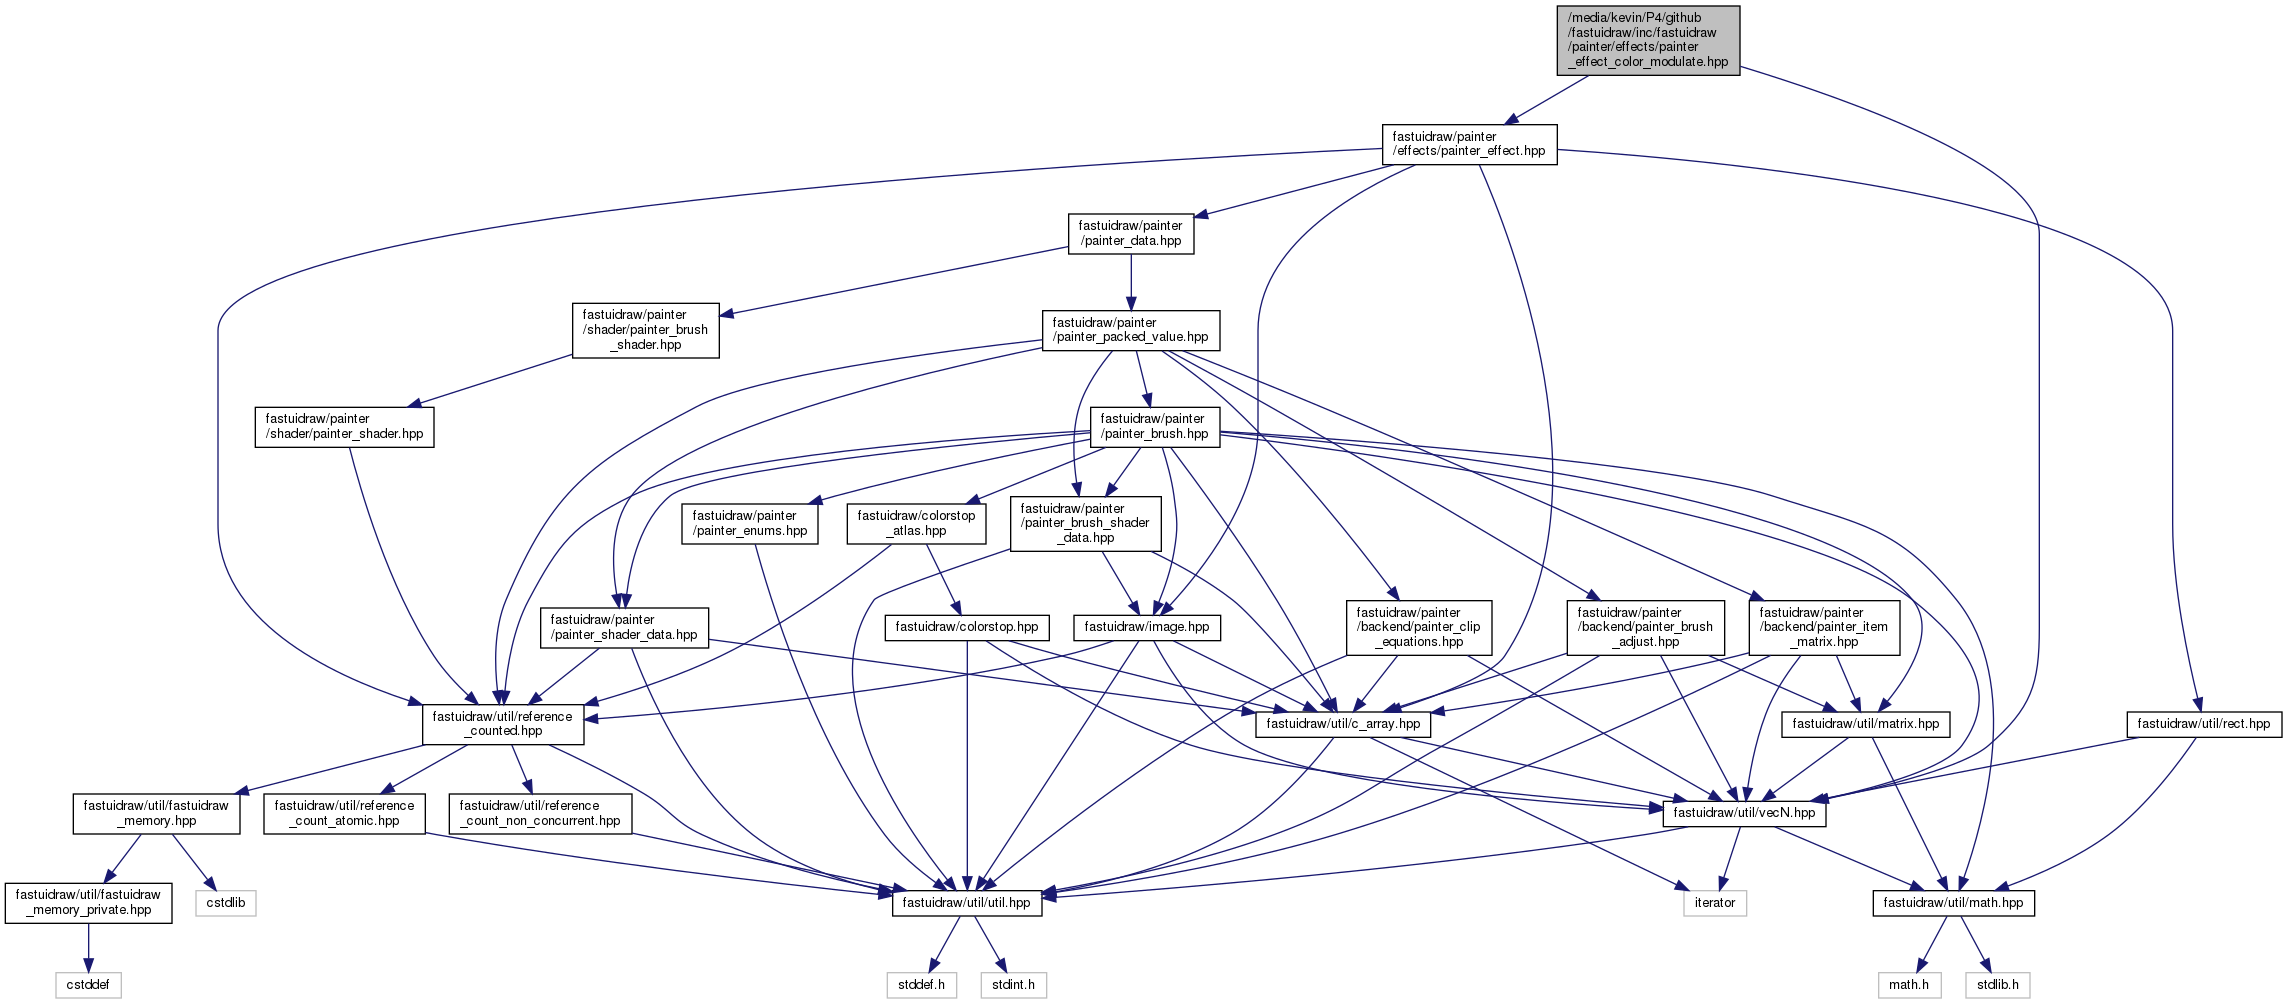 /media/kevin/P4/github
/fastuidraw/inc/fastuidraw
/painter/effects/painter
_effect_color_modulate.hpp
fastuidraw/painter
/effects/painter_effect.hpp
fastuidraw/painter
/painter_data.hpp
fastuidraw/painter
/shader/painter_brush
_shader.hpp
fastuidraw/painter
/painter_packed_value.hpp
fastuidraw/painter
/shader/painter_shader.hpp
fastuidraw/painter
/painter_brush.hpp
fastuidraw/painter
/painter_enums.hpp
fastuidraw/colorstop
_atlas.hpp
fastuidraw/painter
/painter_brush_shader
_data.hpp
fastuidraw/painter
/painter_shader_data.hpp
fastuidraw/colorstop.hpp
fastuidraw/image.hpp
fastuidraw/painter
/backend/painter_clip
_equations.hpp
fastuidraw/painter
/backend/painter_brush
_adjust.hpp
fastuidraw/painter
/backend/painter_item
_matrix.hpp
fastuidraw/util/reference
_counted.hpp
fastuidraw/util/c_array.hpp
fastuidraw/util/matrix.hpp
fastuidraw/util/rect.hpp
fastuidraw/util/fastuidraw
_memory.hpp
fastuidraw/util/reference
_count_atomic.hpp
fastuidraw/util/reference
_count_non_concurrent.hpp
fastuidraw/util/vecN.hpp
fastuidraw/util/fastuidraw
_memory_private.hpp
cstdlib
fastuidraw/util/util.hpp
iterator
fastuidraw/util/math.hpp
cstddef
stddef.h
stdint.h
math.h
stdlib.h